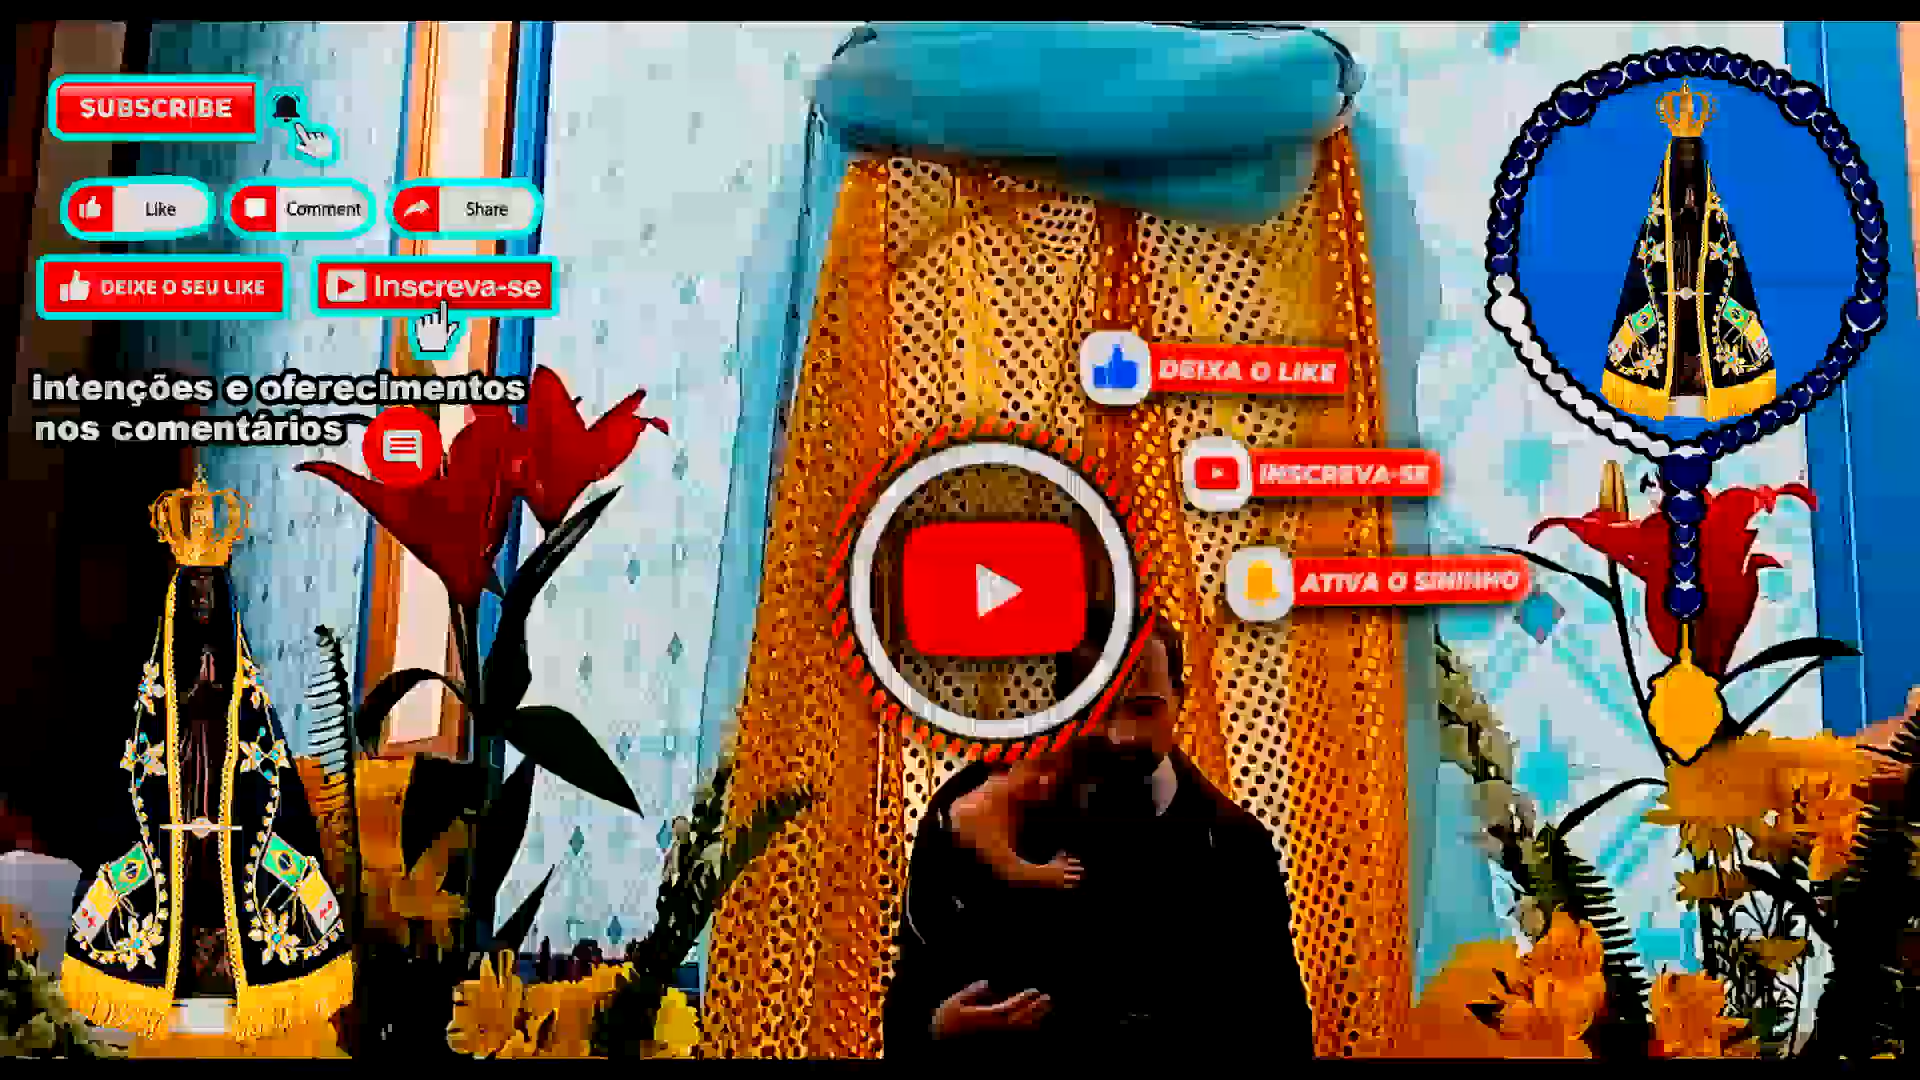 SUBSCRIBE
Like
Comment
Share
DEIXE O SEU LIKE
Inscreva-se
intenções e oferecimentos
nos comentários
DEIXA O LIKE
INSCREVA-SE
ATIVA O SININHO